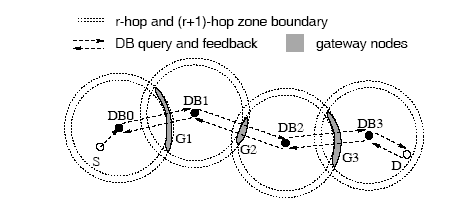 r-hop and (r+1)-hop zone boundary
DB query and feedback gateway nodes
DB0 DB1 DB2 DB3
S G1 G2 G3 D